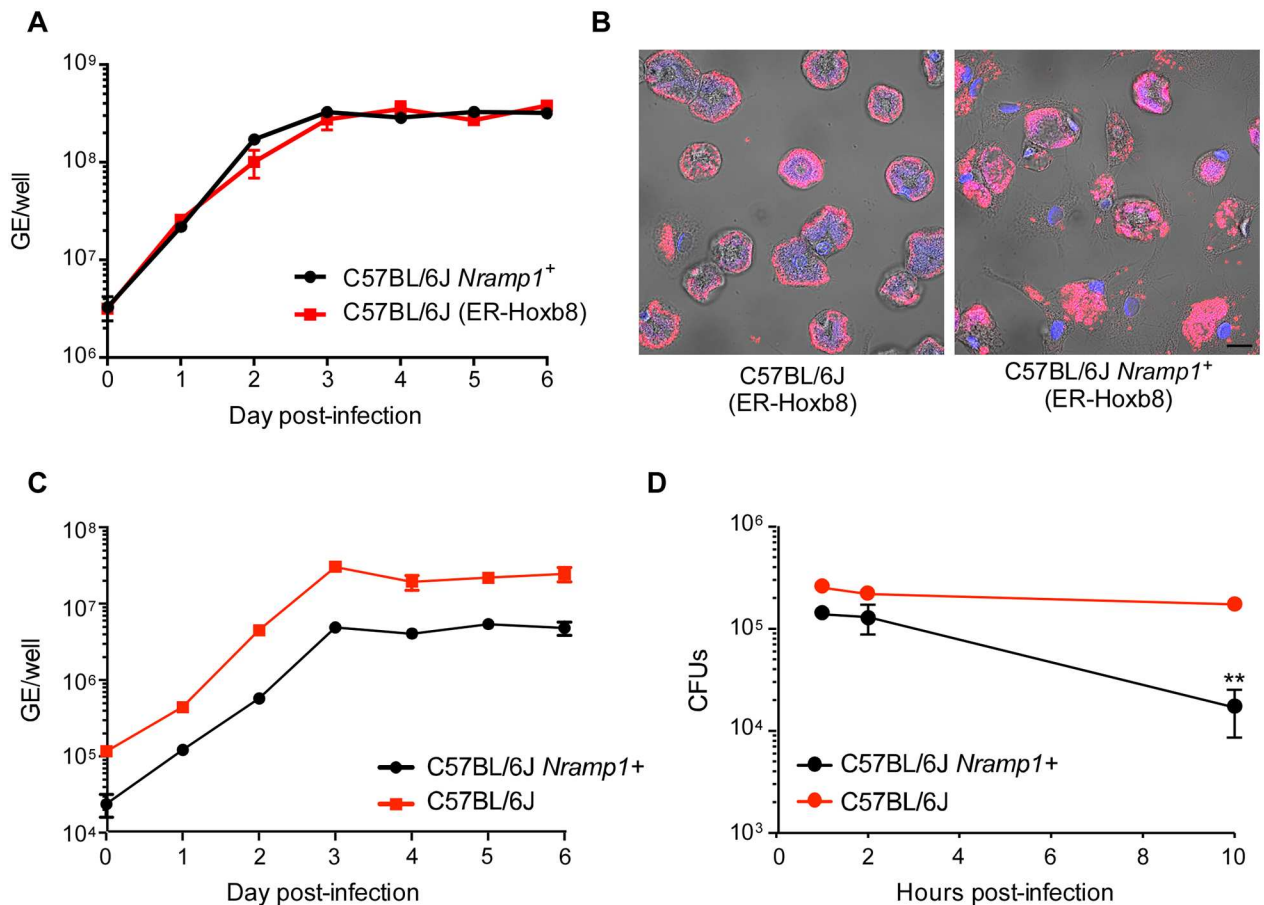 A
10⁹
10⁸
10⁷
10⁶
GE/well
0 1 2 3 4 5 6
Day post-infection
C57BL/6J Nramp1⁺
C57BL/6J (ER-Hoxb8)
B
C57BL/6J
(ER-Hoxb8)
C57BL/6J Nramp1⁺
(ER-Hoxb8)
C
10⁸
10⁷
10⁶
10⁵
10⁴
GE/well
0 1 2 3 4 5 6
Day post-infection
C57BL/6J Nramp1+
C57BL/6J
D
10⁶
10⁵
10⁴
10³
CFUs
**
0 2 4 6 8 10
Hours post-infection
C57BL/6J Nramp1+
C57BL/6J